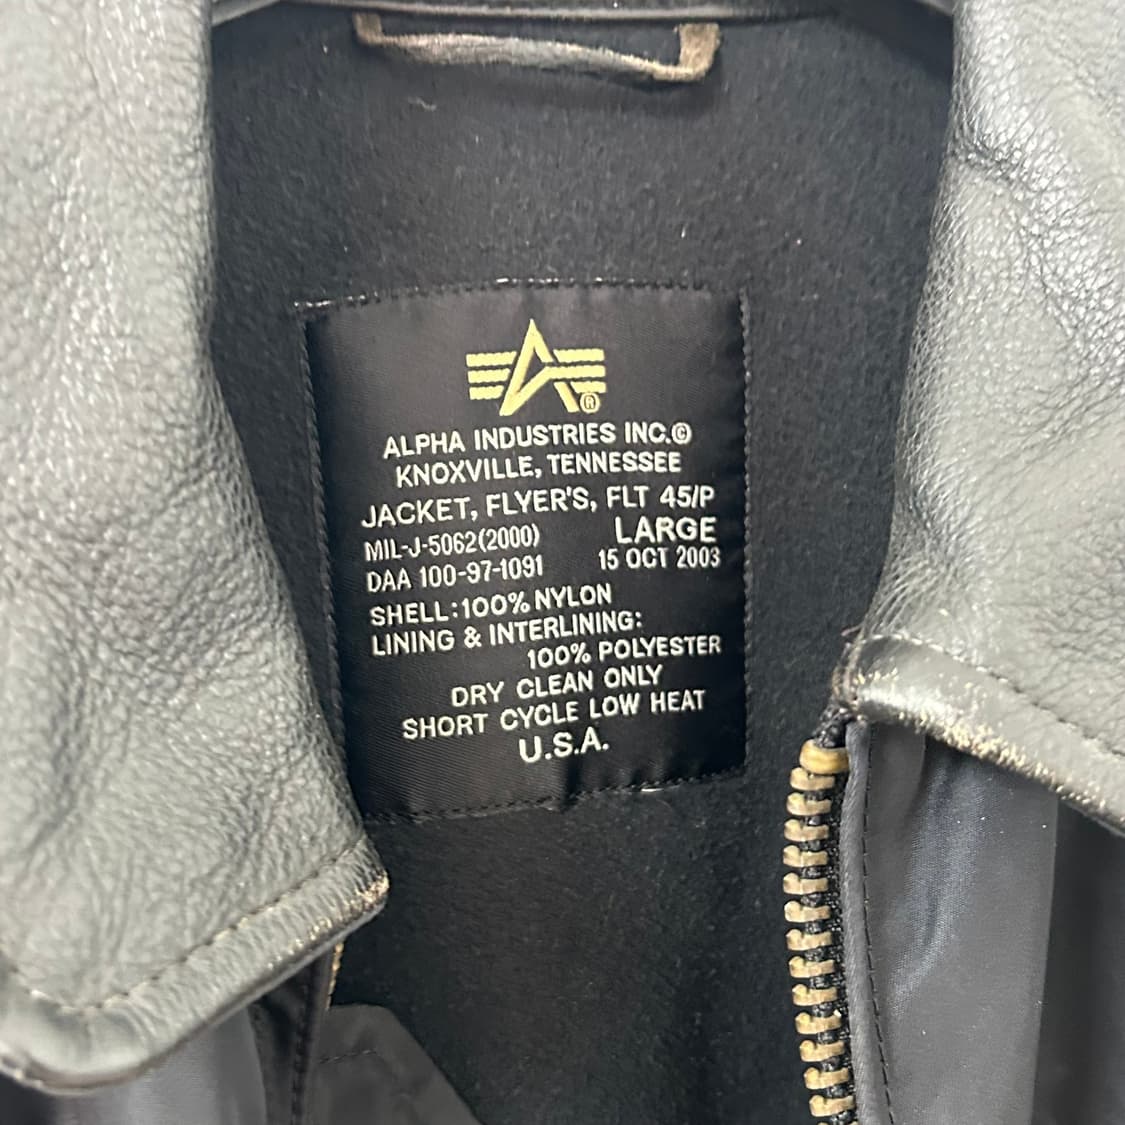 ALPHA INDUSTRIES INC.©
KNOXVILLE, TENNESSEE
JACKET, FLYER'S, FLT 45/P
MIL-J-5062(2000) LARGE
DAA 100-97-1091 15 OCT 2003
SHELL:100% NYLON
LINING & INTERLINING:
100% POLYESTER
DRY CLEAN ONLY
SHORT CYCLE LOW HEAT
U.S.A.